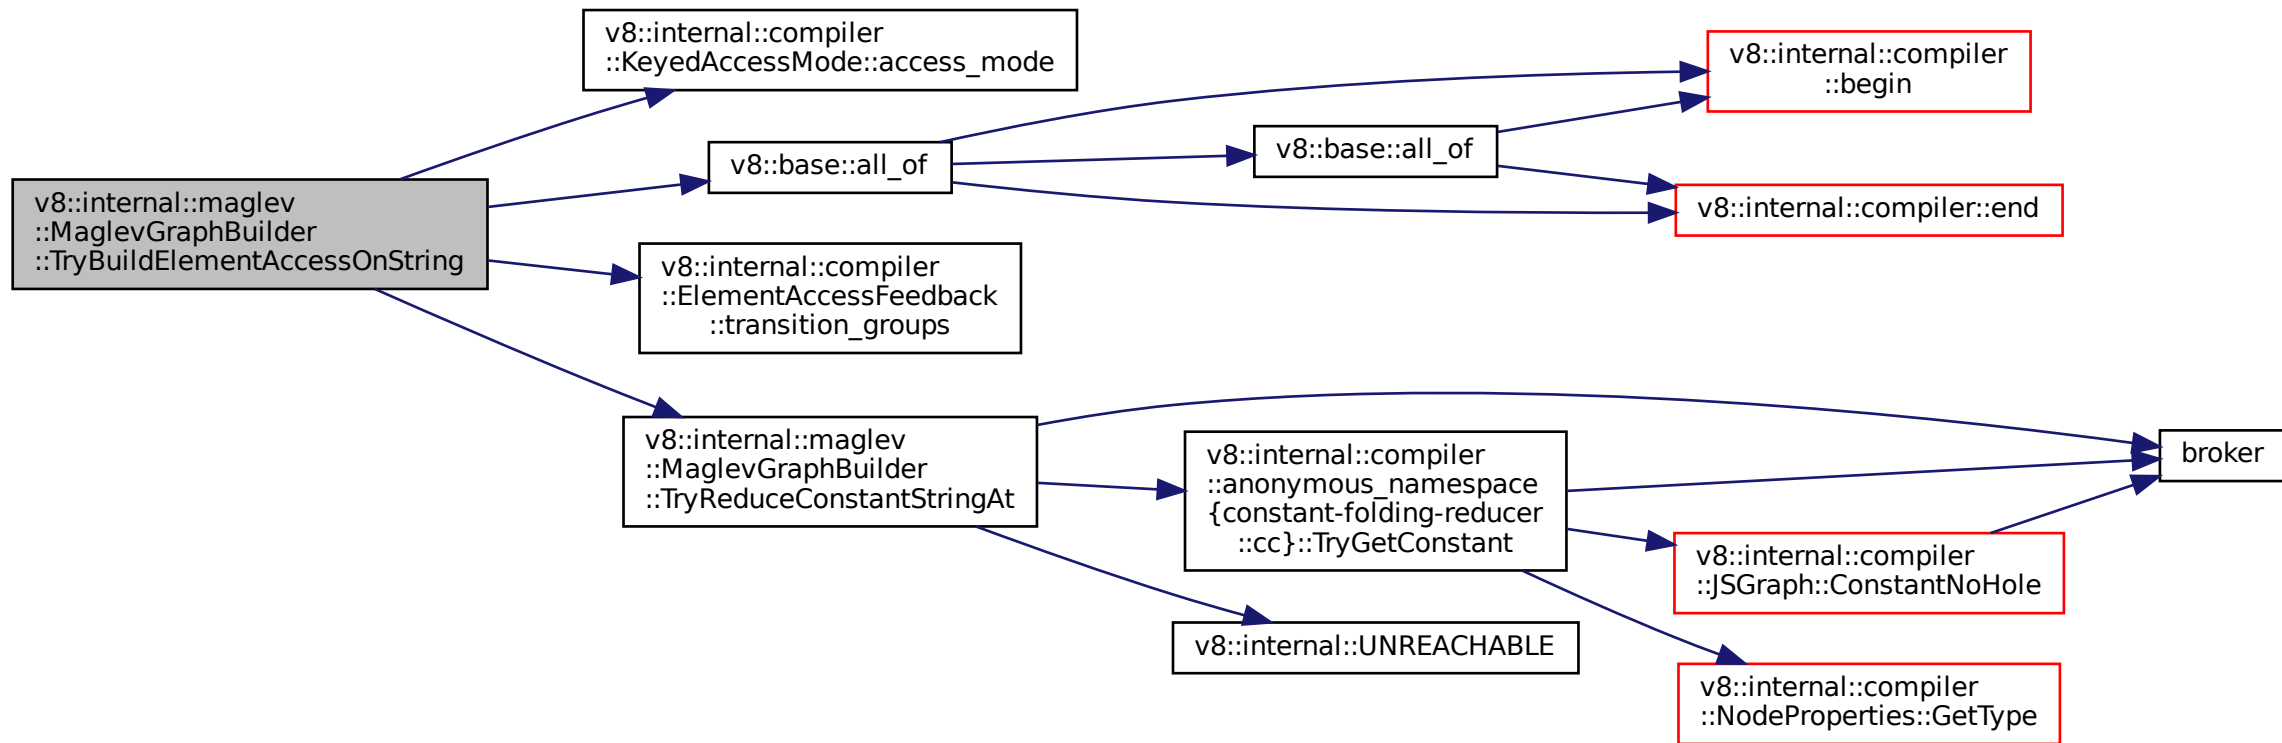 v8::internal::compiler
::KeyedAccessMode::access_mode
v8::internal::compiler
::begin
v8::base::all_of
v8::base::all_of
v8::internal::maglev
::MaglevGraphBuilder
::TryBuildElementAccessOnString
v8::internal::compiler::end
v8::internal::compiler
::ElementAccessFeedback
::transition_groups
v8::internal::maglev
::MaglevGraphBuilder
::TryReduceConstantStringAt
v8::internal::compiler
::anonymous_namespace
{constant-folding-reducer
::cc}::TryGetConstant
broker
v8::internal::compiler
::JSGraph::ConstantNoHole
v8::internal::UNREACHABLE
v8::internal::compiler
::NodeProperties::GetType